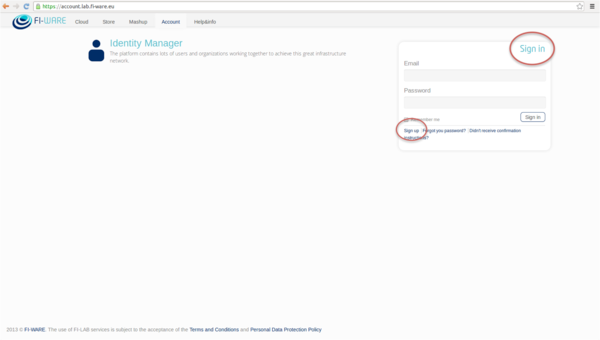 https://account.lab.fi-ware.eu
FI-WARE Cloud Store Mashup Account Help&Info
Identity Manager
The platform contains lots of users and organizations working together to achieve this great infrastructure
network.
Sign in
Email
Password
Remember me
Sign in
Sign up Forgot you password? Didn't receive confirmation
instructions?
2013 © FI-WARE. The use of FI-LAB services is subject to the acceptance of the Terms and Conditions and Personal Data Protection Policy